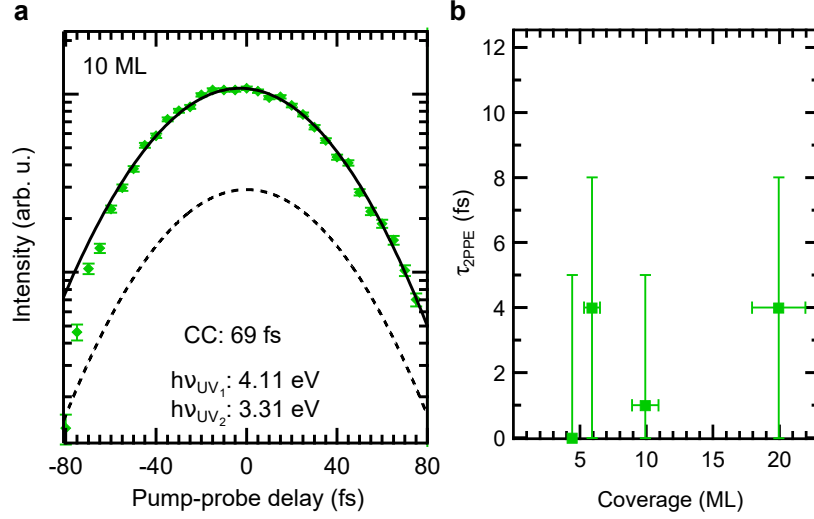 a
10 ML
Intensity (arb. u.)
CC: 69 fs
hνUV₁: 4.11 eV
hνUV₂: 3.31 eV
-80
-40
0
40
80
Pump-probe delay (fs)
b
τ2PPE (fs)
12
10
8
6
4
2
0
5
10
15
20
Coverage (ML)